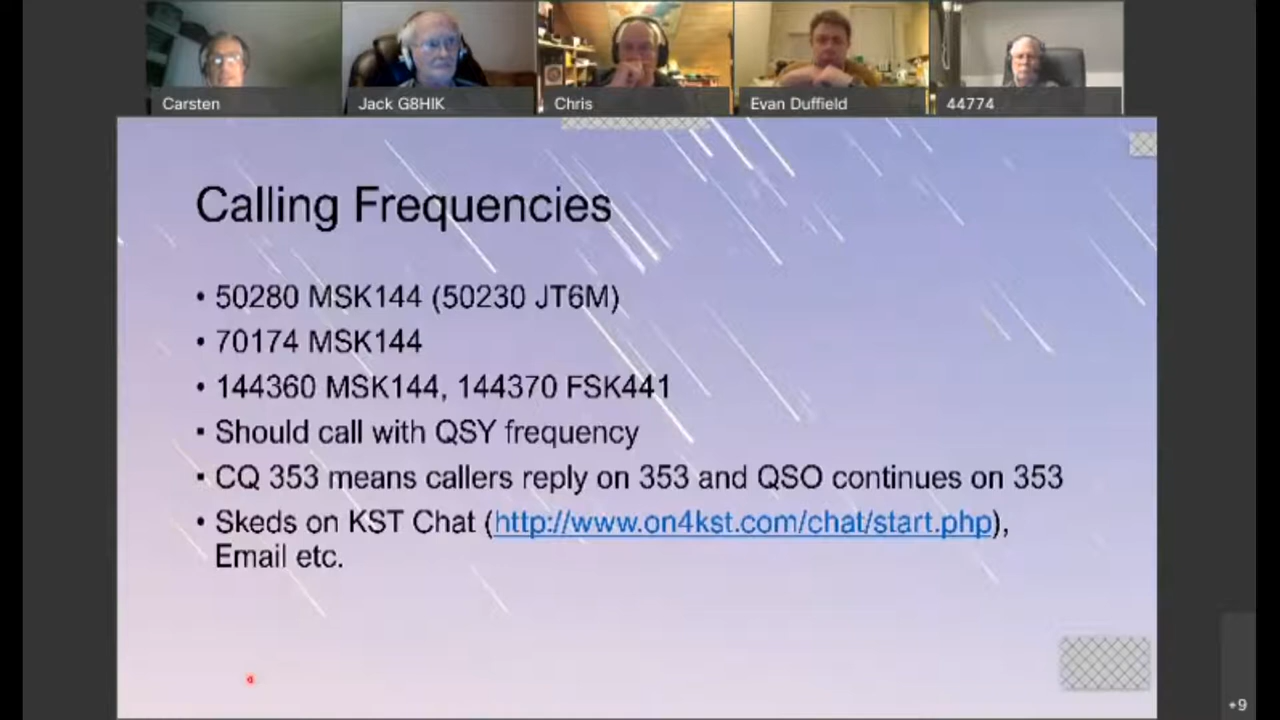 Carsten
Jack G8HIK
Chris
Evan Duffield
44774
Calling Frequencies
• 50280 MSK144 (50230 JT6M)
• 70174 MSK144
• 144360 MSK144, 144370 FSK441
• Should call with QSY frequency
• CQ 353 means callers reply on 353 and QSO continues on 353
• Skeds on KST Chat (http://www.on4kst.com/chat/start.php),
Email etc.
+9